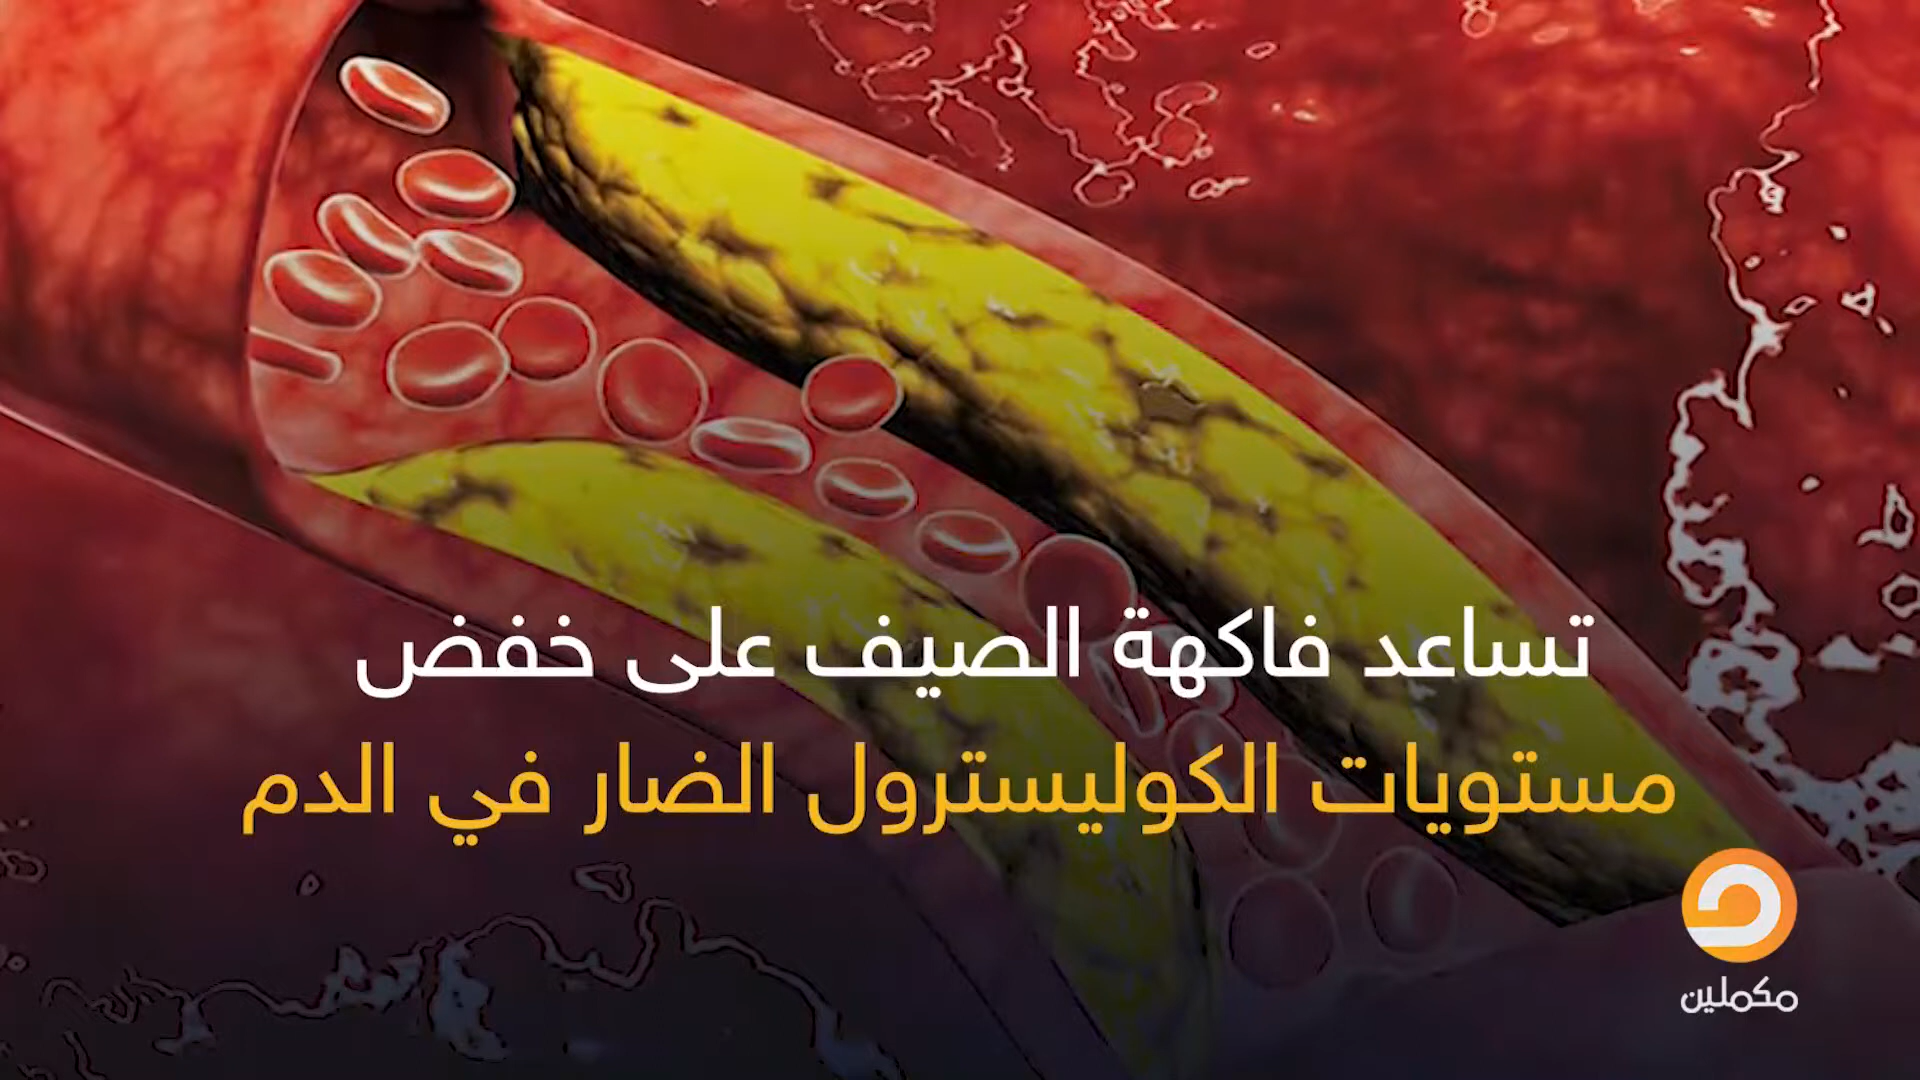 تساعد فاكهة الصيف على خفض
مستويات الكوليسترول الضار في الدم
مكملين